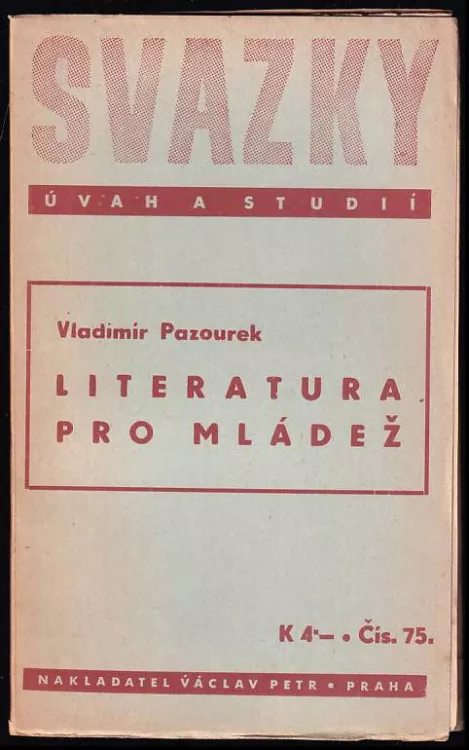 SVAZKY
ÚVAH A STUDIÍ
Vladimír Pazourek
LITERATURA
PRO MLÁDEŽ
K 4·— • Čís. 75.
NAKLADATEL VÁCLAV PETR • PRAHA